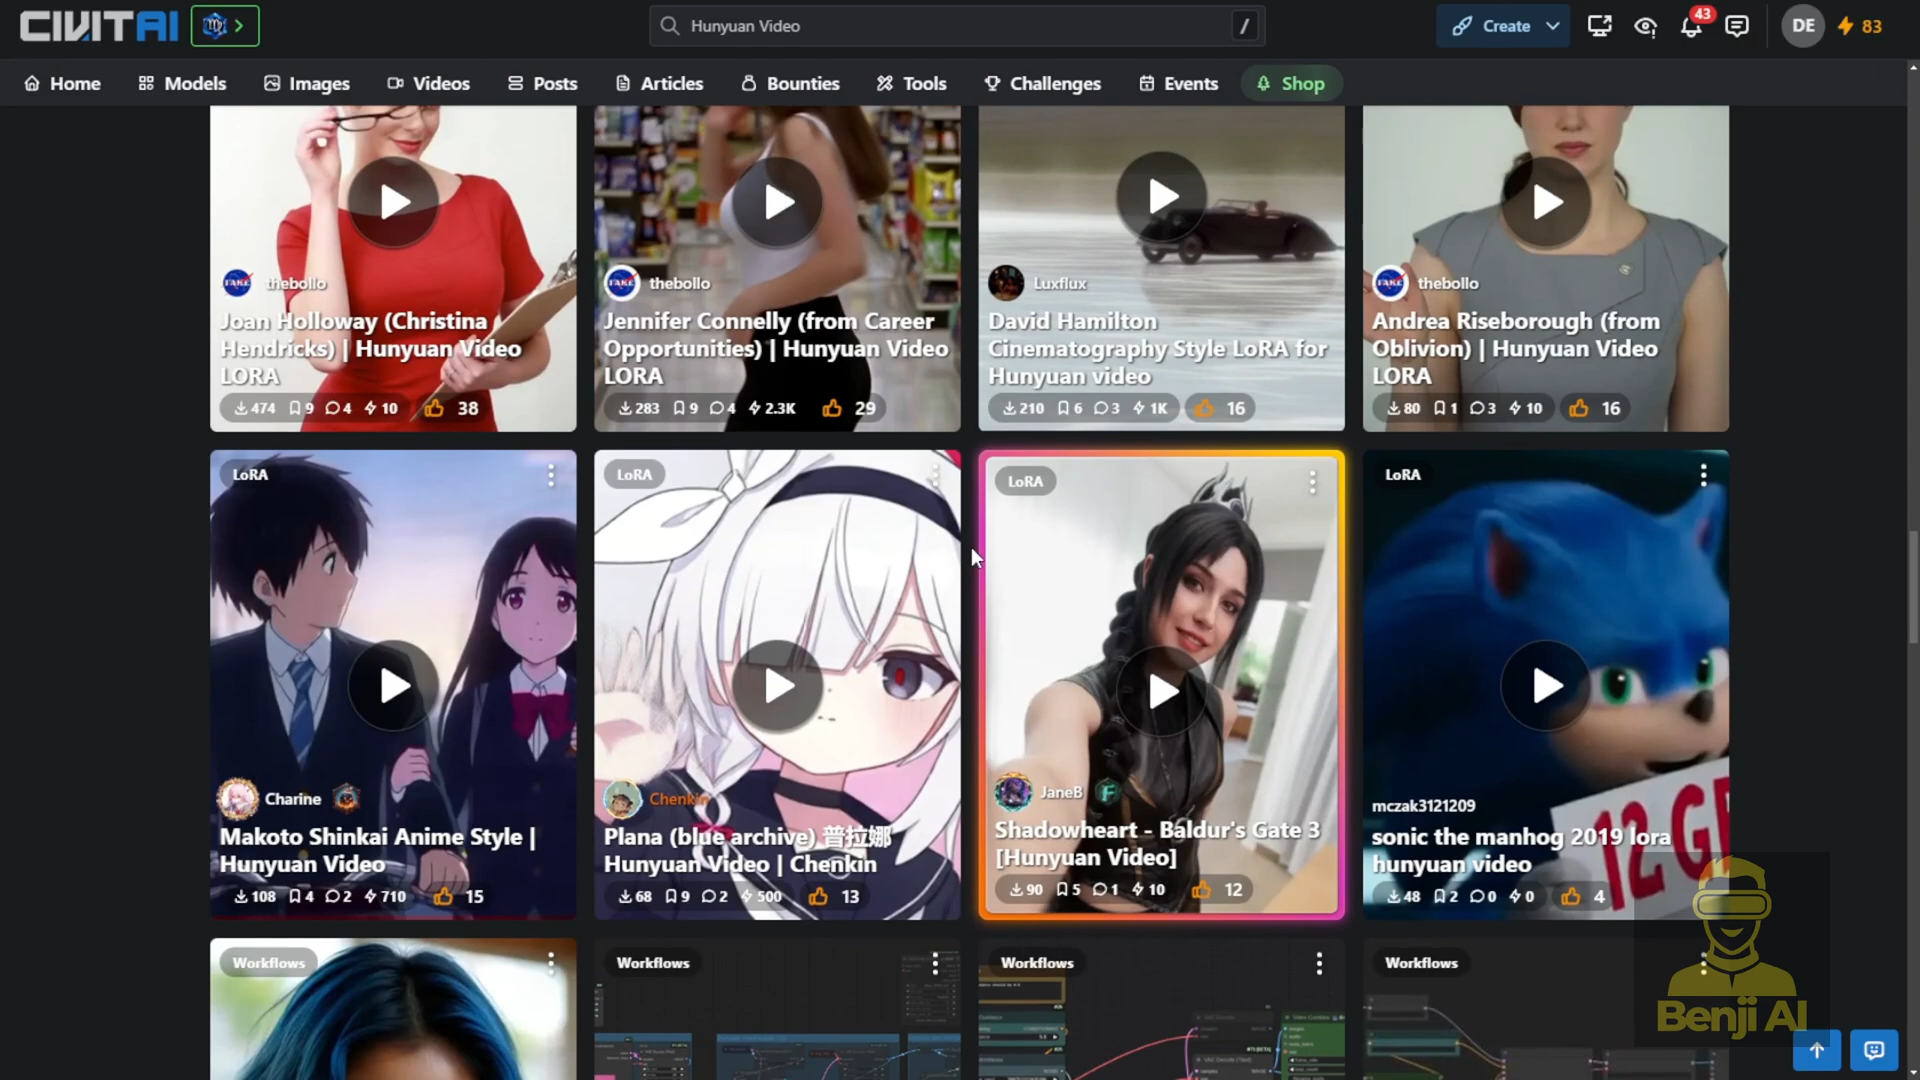 CIVITAI
Hunyuan Video
/
Create
43
DE
83
Home
Models
Images
Videos
Posts
Articles
Bounties
Tools
Challenges
Events
Shop
FAKE
thebollo
Joan Holloway (Christina
Hendricks) | Hunyuan Video
LORA
474 9 4 10 38
FAKE
thebollo
Jennifer Connelly (from Career
Opportunities) | Hunyuan Video
LORA
283 9 4 2.3K 29
Luxflux
David Hamilton
Cinematography Style LoRA for
Hunyuan video
210 6 3 1K 16
FAKE
thebollo
Andrea Riseborough (from
Oblivion) | Hunyuan Video
LORA
80 1 3 10 16
LoRA
Charine
Makoto Shinkai Anime Style |
Hunyuan Video
108 4 2 710 15
LoRA
Chenkin
Plana (blue archive) 普拉娜
Hunyuan Video | Chenkin
68 9 2 500 13
LoRA
JaneB
Shadowheart - Baldur's Gate 3
[Hunyuan Video]
90 5 1 10 12
LoRA
12 GB
mczak3121209
sonic the manhog 2019 lora
hunyuan video
48 2 0 0 4
Workflows
Workflows
Workflows
Workflows
Benji AI